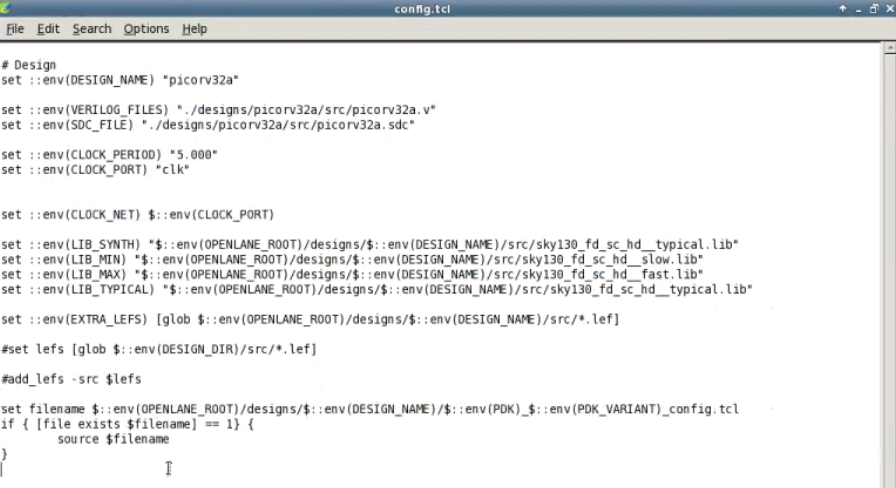 config.tcl
File Edit Search Options Help
# Design
set ::env(DESIGN_NAME) "picorv32a"
set ::env(VERILOG_FILES) "./designs/picorv32a/src/picorv32a.v"
set ::env(SDC_FILE) "./designs/picorv32a/src/picorv32a.sdc"
set ::env(CLOCK_PERIOD) "5.000"
set ::env(CLOCK_PORT) "clk"
set ::env(CLOCK_NET) $::env(CLOCK_PORT)
set ::env(LIB_SYNTH) "$::env(OPENLANE_ROOT)/designs/$::env(DESIGN_NAME)/src/sky130_fd_sc_hd__typical.lib"
set ::env(LIB_MIN) "$::env(OPENLANE_ROOT)/designs/$::env(DESIGN_NAME)/src/sky130_fd_sc_hd__slow.lib"
set ::env(LIB_MAX) "$::env(OPENLANE_ROOT)/designs/$::env(DESIGN_NAME)/src/sky130_fd_sc_hd__fast.lib"
set ::env(LIB_TYPICAL) "$::env(OPENLANE_ROOT)/designs/$::env(DESIGN_NAME)/src/sky130_fd_sc_hd__typical.lib"
set ::env(EXTRA_LEFS) [glob $::env(OPENLANE_ROOT)/designs/$::env(DESIGN_NAME)/src/*.lef]
#set lefs [glob $::env(DESIGN_DIR)/src/*.lef]
#add_lefs -src $lefs
set filename $::env(OPENLANE_ROOT)/designs/$::env(DESIGN_NAME)/$::env(PDK)_$::env(PDK_VARIANT)_config.tcl
if { [file exists $filename] == 1} {
source $filename
}